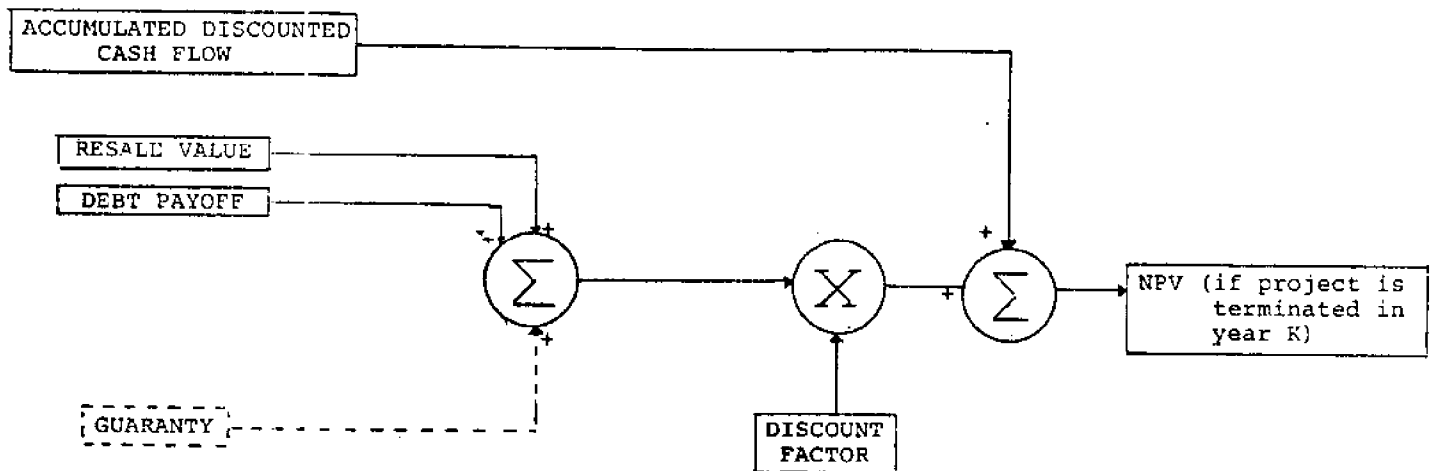 ACCUMULATED DISCOUNTED
CASH FLOW
RESALE VALUE
DEBT PAYOFF
+
+
Σ
+
GUARANTY
X
DISCOUNT
FACTOR
+
+
Σ
NPV (if project is
terminated in
year K)